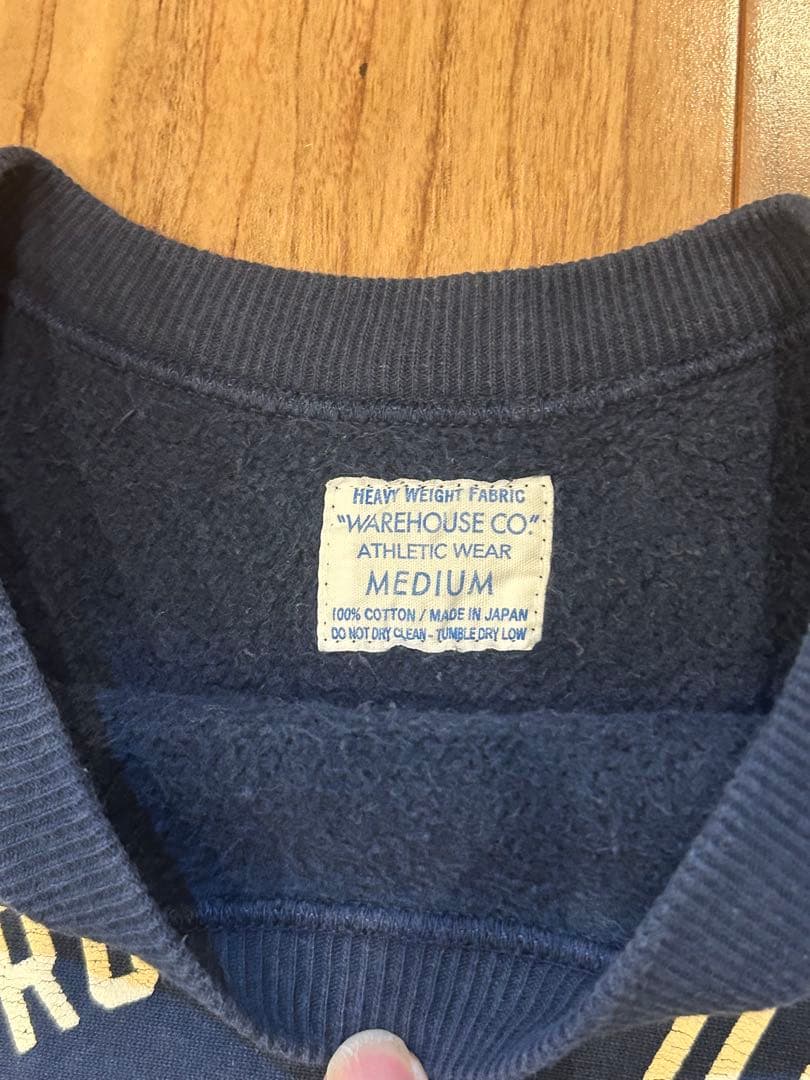 HEAVY WEIGHT FABRIC
"WAREHOUSE CO."
ATHLETIC WEAR
MEDIUM
100% COTTON / MADE IN JAPAN
DO NOT DRY CLEAN - TUMBLE DRY LOW